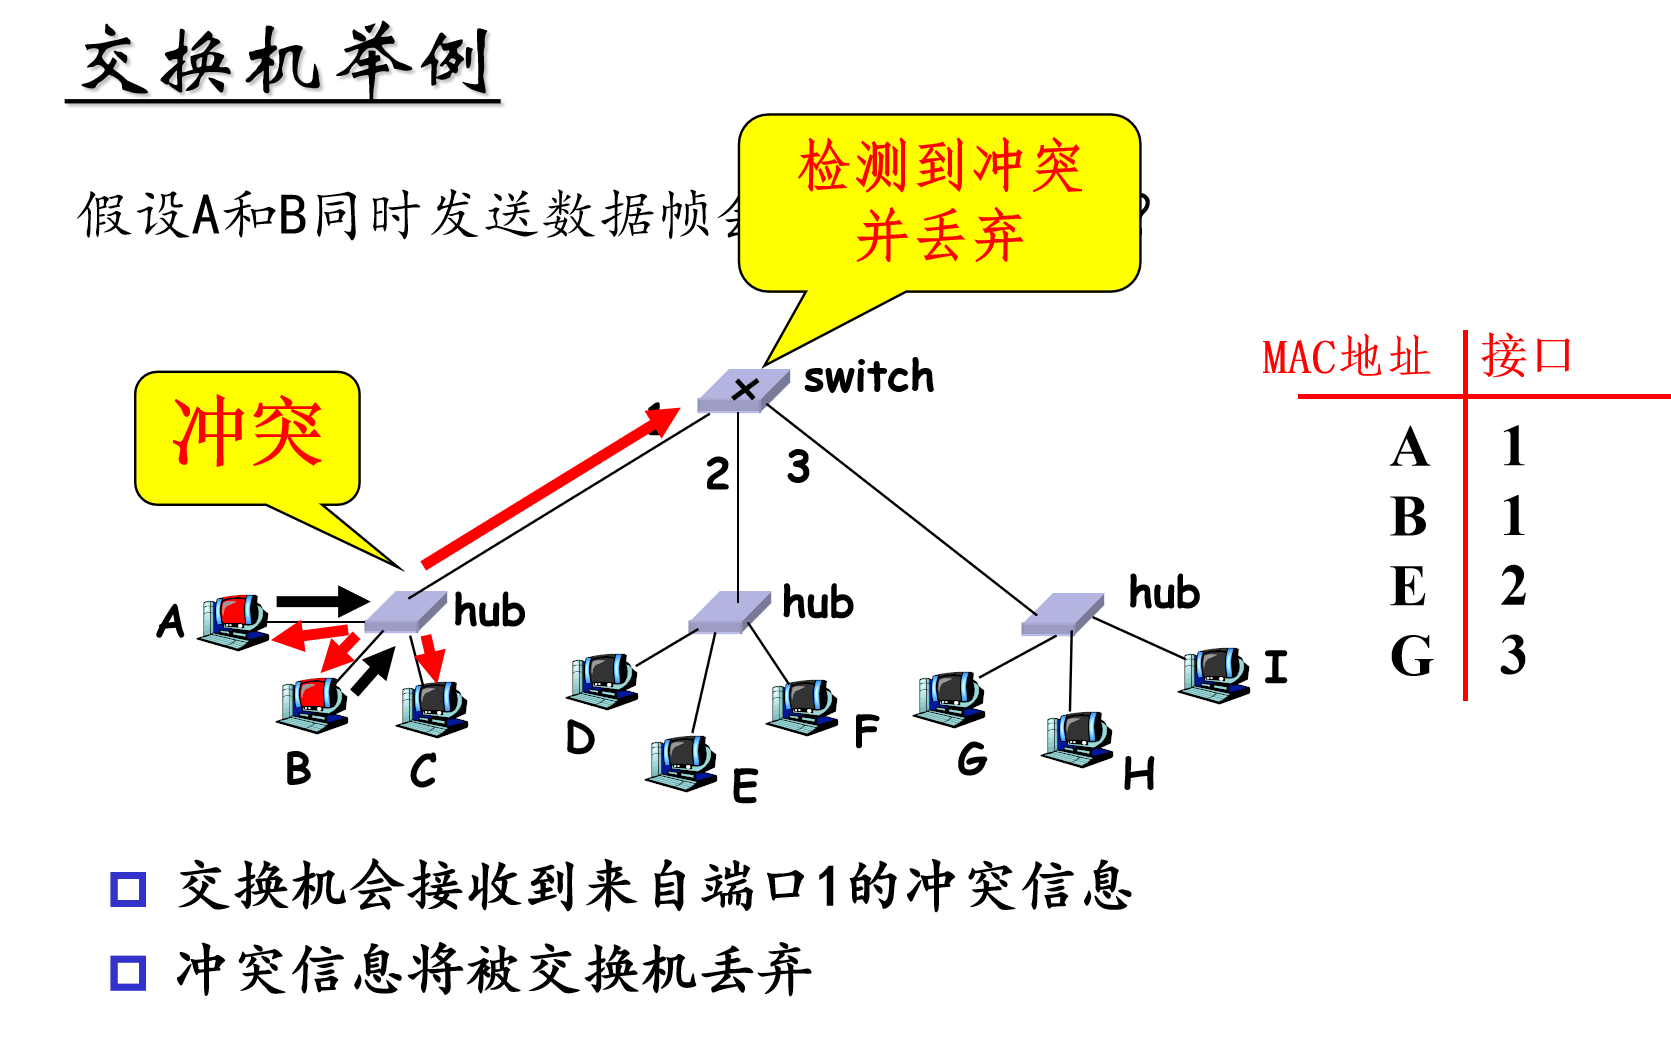 交换机举例
检测到冲突
并丢弃
假设A和B同时发送数据帧会?
MAC地址 接口
switch
冲突
1
2
3
A 1
B 1
E 2
G 3
hub
hub
hub
A
B
C
D
E
F
G
H
I
交换机会接收到来自端口1的冲突信息
冲突信息将被交换机丢弃